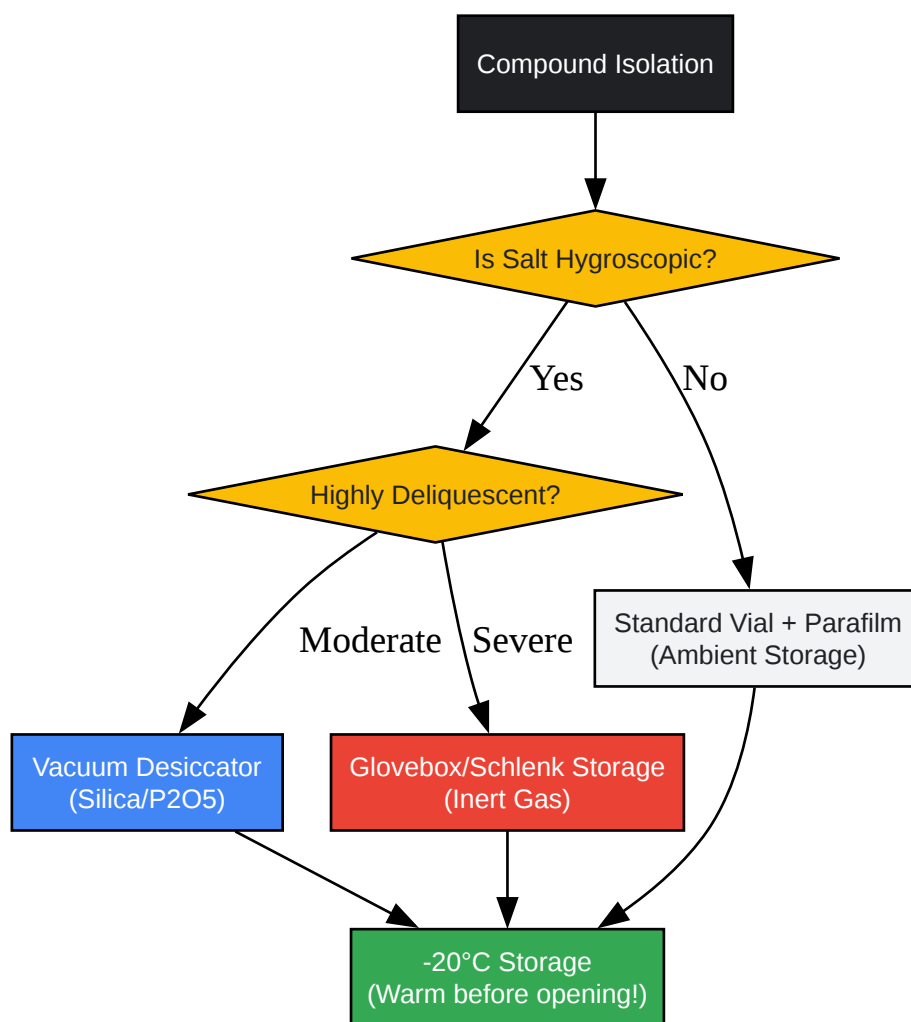 Compound Isolation
Is Salt Hygroscopic?
Yes
No
Highly Deliquescent?
Moderate
Severe
Standard Vial + Parafilm
(Ambient Storage)
Vacuum Desiccator
(Silica/P2O5)
Glovebox/Schlenk Storage
(Inert Gas)
-20°C Storage
(Warm before opening!)